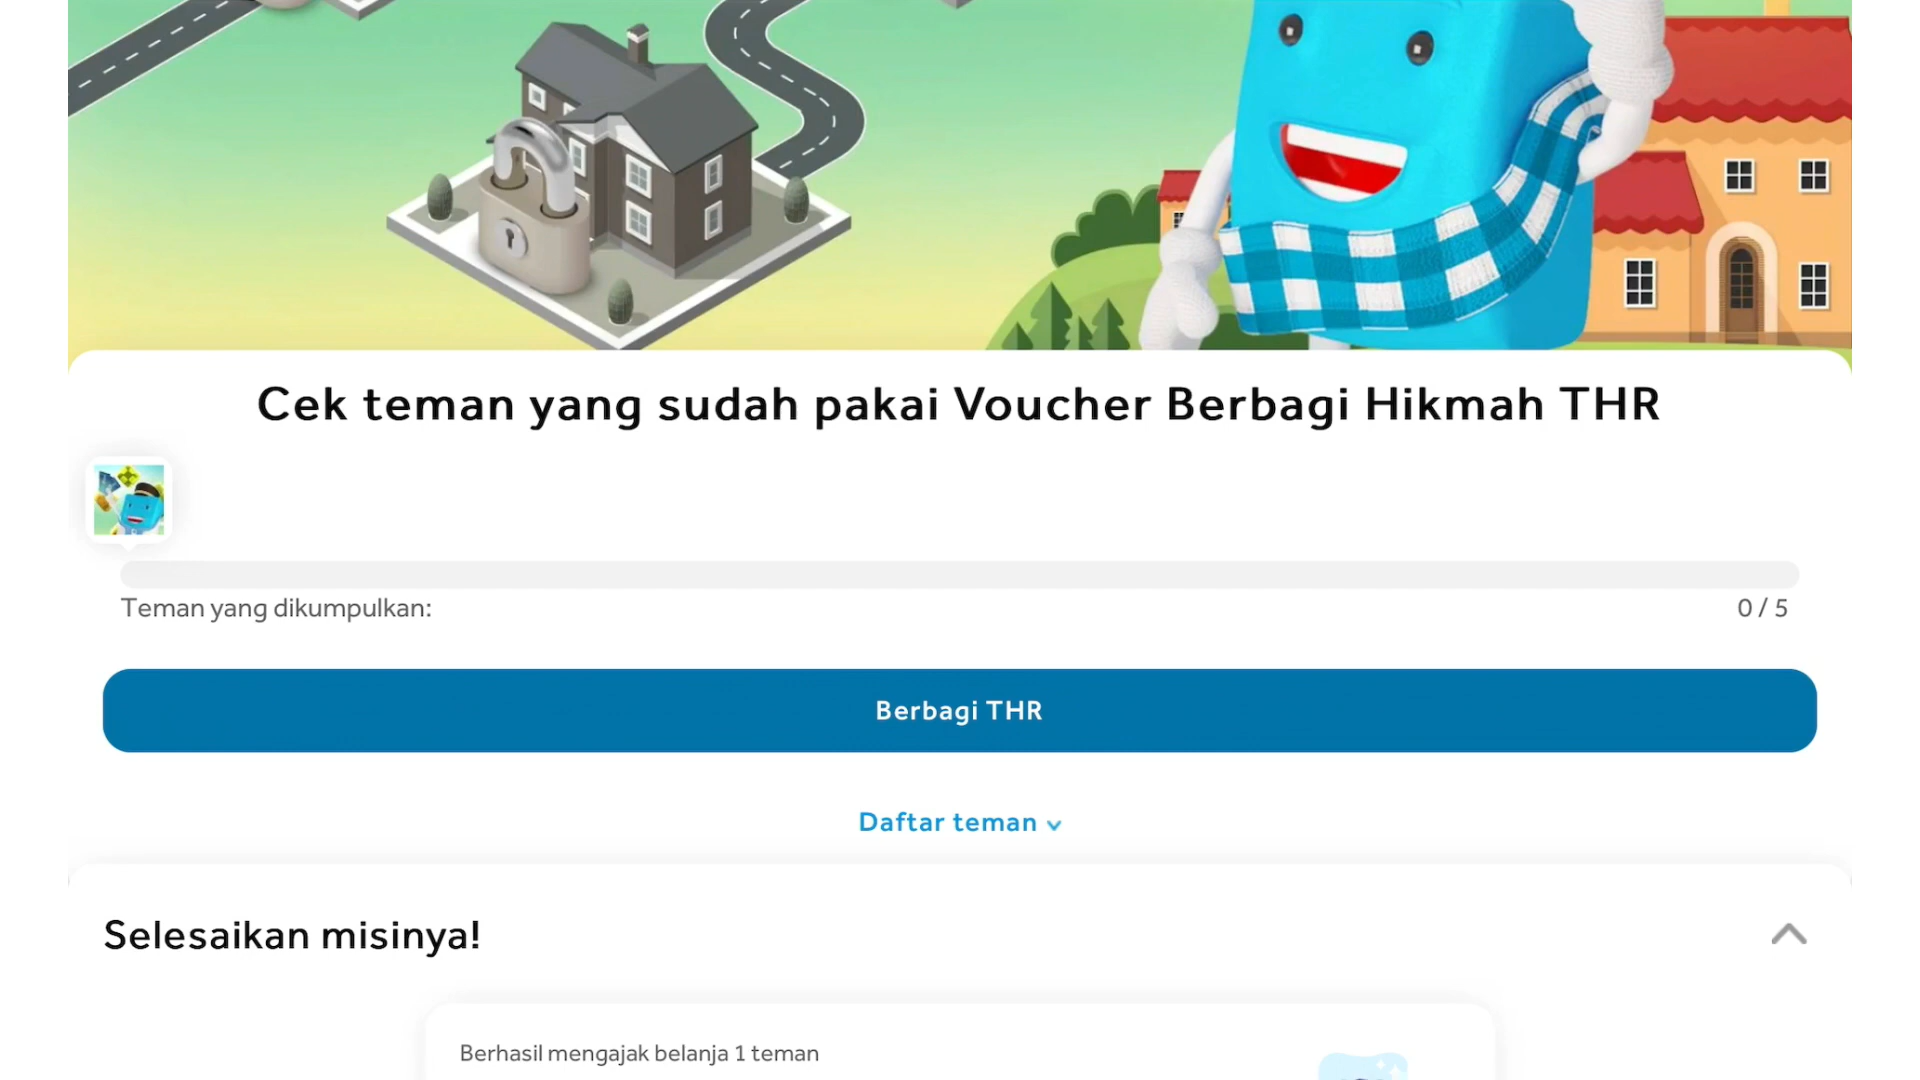 Cek teman yang sudah pakai Voucher Berbagi Hikmah THR
Teman yang dikumpulkan:
0 / 5
Berbagi THR
Daftar teman
Selesaikan misinya!
Berhasil mengajak belanja 1 teman